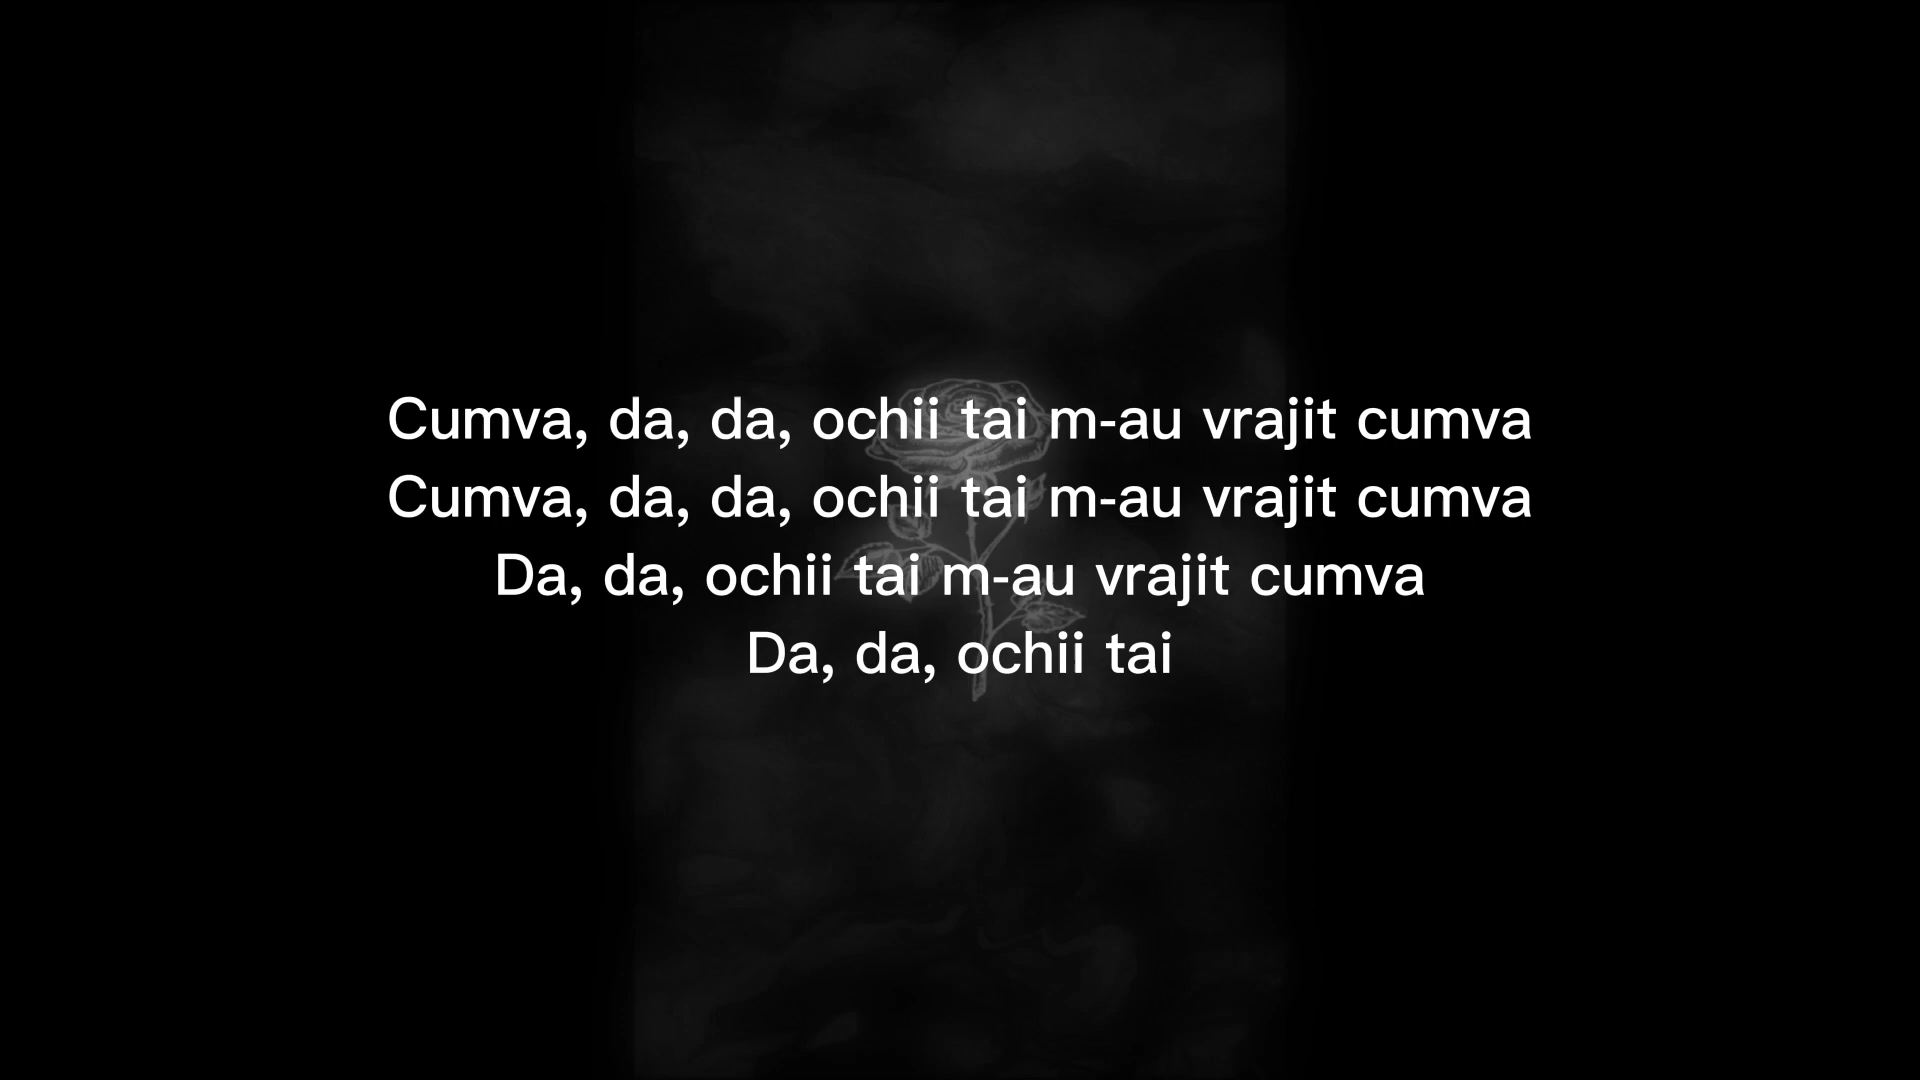 Cumva, da, da, ochii tai m-au vrajit cumva
Cumva, da, da, ochii tai m-au vrajit cumva
Da, da, ochii tai m-au vrajit cumva
Da, da, ochii tai